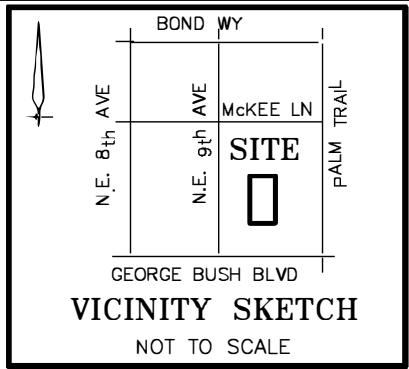 BOND WY
N.E. 8th AVE
N.E. 9th AVE
McKEE LN
PALM TRAIL
SITE
GEORGE BUSH BLVD
VICINITY SKETCH
NOT TO SCALE